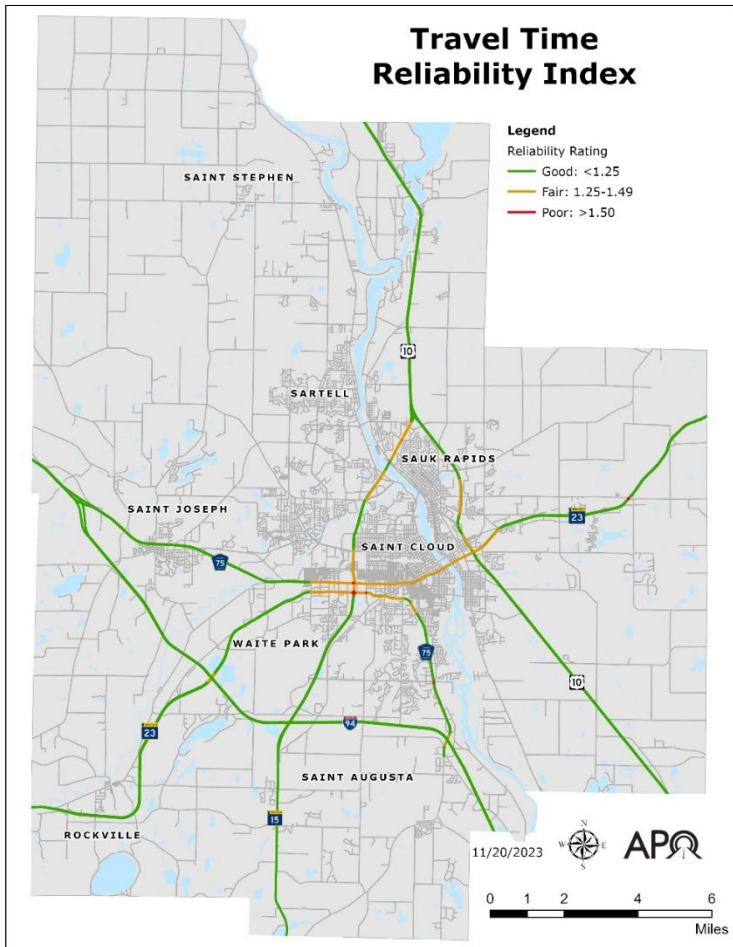 Travel Time
Reliability Index
Legend
Reliability Rating
Good: <1.25
Fair: 1.25-1.49
Poor: >1.50
SAINT STEPHEN
10
SARTELL
SAUK RAPIDS
SAINT JOSEPH
23
SAINT CLOUD
75
WAITE PARK
75
10
23
94
SAINT AUGUSTA
15
ROCKVILLE
11/20/2023
N
W E
S
APO
0 2 4 6
Miles